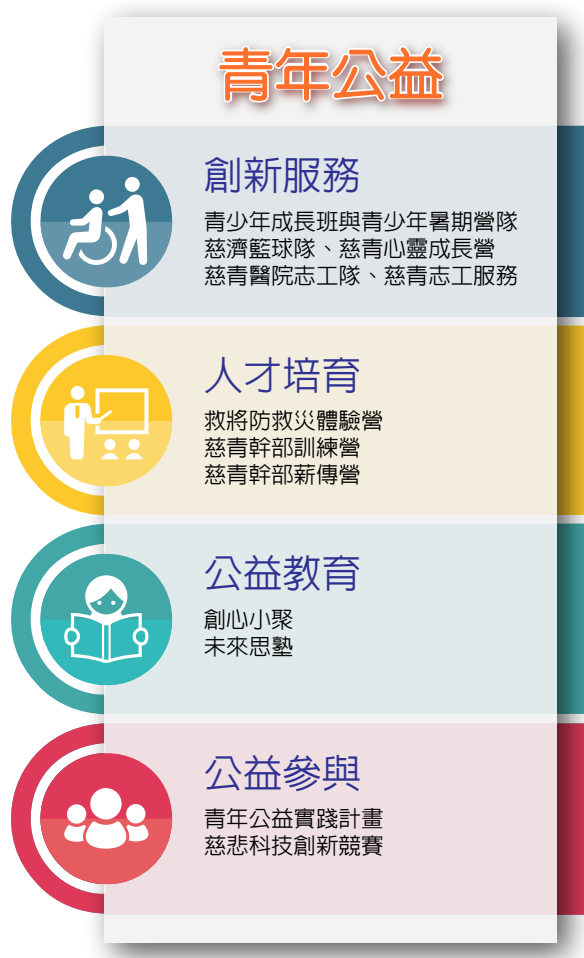 青年公益
創新服務
青少年成長班與青少年暑期營隊
慈濟籃球隊、慈青心靈成長營
慈青醫院志工隊、慈青志工服務
人才培育
救將防救災體驗營
慈青幹部訓練營
慈青幹部薪傳營
公益教育
創心小聚
未來思塾
公益參與
青年公益實踐計畫
慈悲科技創新競賽